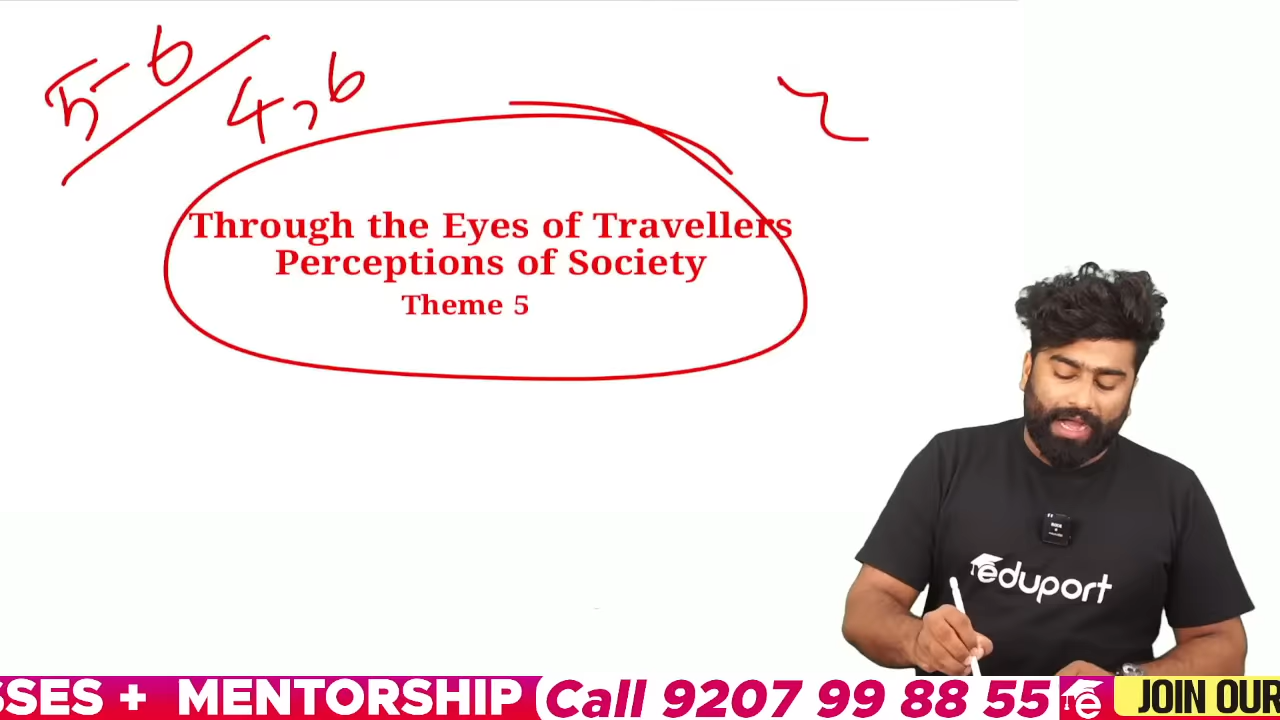 5-6
4,6
Through the Eyes of Travellers
Perceptions of Society
Theme 5
eduport
SSES + MENTORSHIP (Call 9207 99 88 55
e JOIN OUR